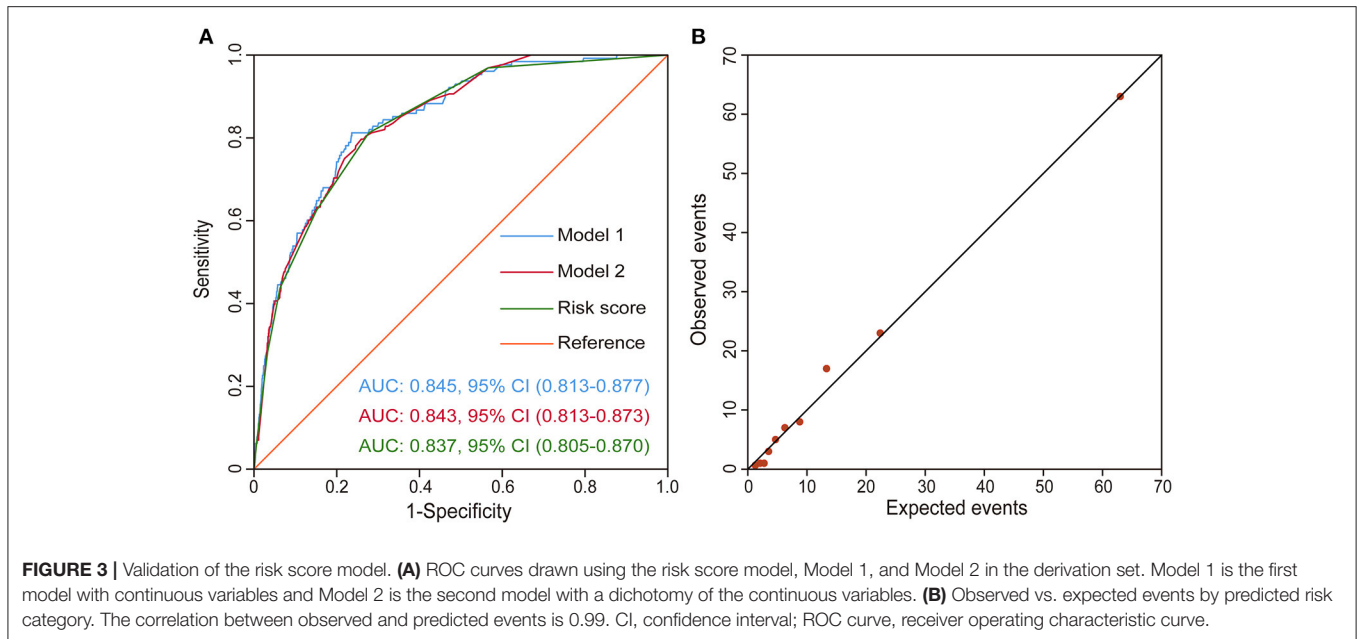 A
Sensitivity
1.0
0.8
0.6
0.4
0.2
0
0 0.2 0.4 0.6 0.8 1.0
1-Specificity
Model 1
Model 2
Risk score
Reference
AUC: 0.845, 95% CI (0.813-0.877)
AUC: 0.843, 95% CI (0.813-0.873)
AUC: 0.837, 95% CI (0.805-0.870)
B
Observed events
70
60
50
40
30
20
10
0
0 10 20 30 40 50 60 70
Expected events
FIGURE 3 | Validation of the risk score model. (A) ROC curves drawn using the risk score model, Model 1, and Model 2 in the derivation set. Model 1 is the first
model with continuous variables and Model 2 is the second model with a dichotomy of the continuous variables. (B) Observed vs. expected events by predicted risk
category. The correlation between observed and predicted events is 0.99. CI, confidence interval; ROC curve, receiver operating characteristic curve.